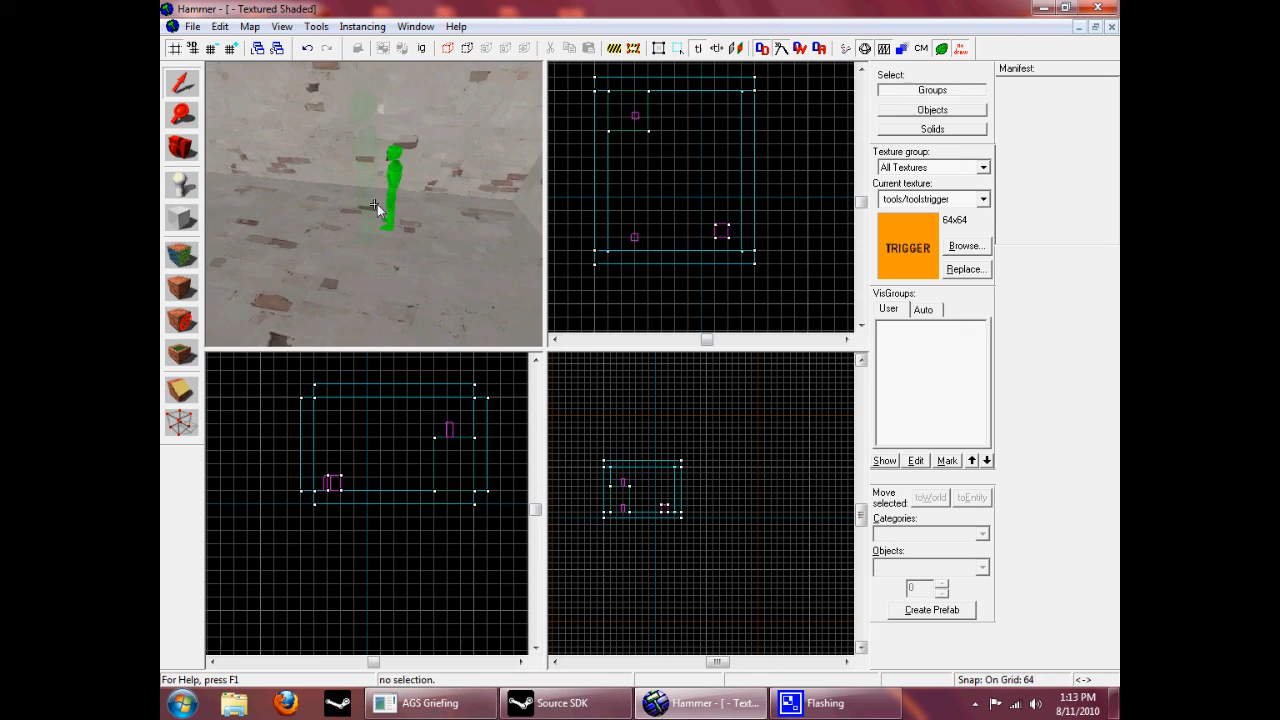 Hammer - [ - Textured Shaded]
File Edit Map View Tools Instancing Window Help
ig
tl
CM
Select:
Groups
Objects
Solids
Manifest:
Texture group:
All Textures
Current texture:
tools/toolstrigger
64x64
TRIGGER
Browse...
Replace...
VisGroups:
User Auto
Show Edit Mark
Move
selected:
toWorld toEntity
Categories:
Objects:
0
Create Prefab
For Help, press F1
no selection.
Snap: On Grid: 64
<->
AGS Griefing
Source SDK
Hammer - [ - Text...
Flashing
1:13 PM
8/11/2010